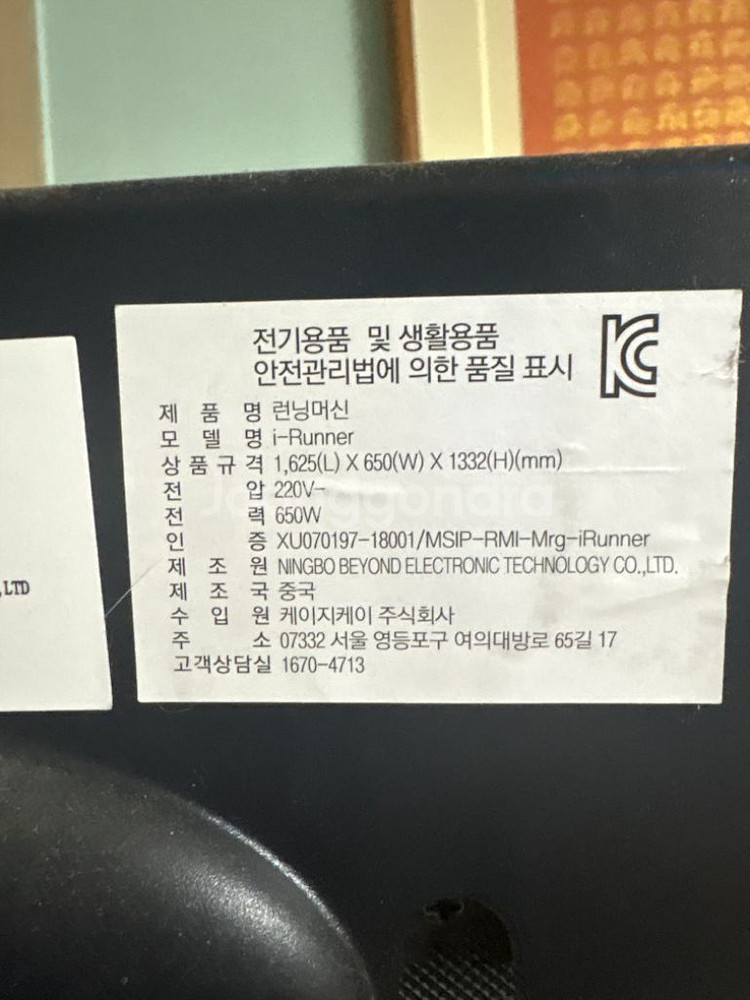 전기용품 및 생활용품
안전관리법에 의한 품질 표시
제 품 명 런닝머신
모 델 명 i-Runner
상 품 규 격 1,625(L) X 650(W) X 1332(H)(mm)
전 압 220V~
전 력 650W
인 증 XU070197-18001/MSIP-RMI-Mrg-iRunner
제 조 원 NINGBO BEYOND ELECTRONIC TECHNOLOGY CO.,LTD.
제 조 국 중국
수 입 원 케이지케이 주식회사
주 소 07332 서울 영등포구 여의대방로 65길 17
고객상담실 1670-4713
,LTD